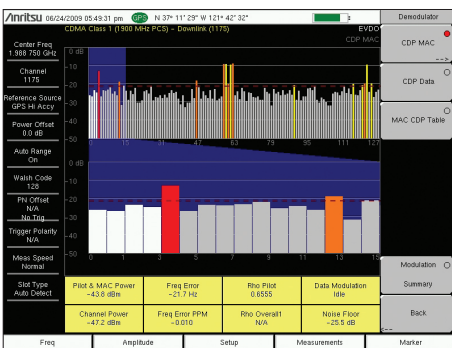 Anritsu 06/24/2009 05:49:31 pm GPS N 37° 11' 29" W 121° 42' 32"
Demodulator
CDMA Class 1 (1900 MHz PCS) - Downlink (1175)
EVDO
CDP MAC
Center Freq
1.988 750 GHz
Channel
1175
Reference Source
GPS Hi Accy
Power Offset
0.0 dB
Auto Range
On
Walsh Code
128
PN Offset
N/A
No Trig
Trigger Polarity
N/A
Meas Speed
Normal
Slot Type
Auto Detect
0 dB
-10
-20
-30
-40
-50
0 15 31 47 63 79 95 111 127
0 dB
-10
-20
-30
-40
-50
0 1 3 5 7 9 11 13 15
Pilot & MAC Power
-43.8 dBm
Freq Error
-21.7 Hz
Rho Pilot
0.6555
Data Modulation
Idle
Channel Power
-47.2 dBm
Freq Error PPM
-0.010
Rho Overall1
N/A
Noise Floor
-25.5 dB
CDP MAC
-->
CDP Data
MAC CDP Table
Modulation
Summary
Back
<--
Freq
Amplitude
Setup
Measurements
Marker